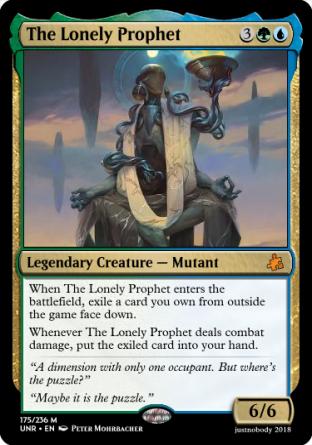 The Lonely Prophet 3
Legendary Creature — Mutant
When The Lonely Prophet enters the
battlefield, exile a card you own from outside
the game face down.
Whenever The Lonely Prophet deals combat
damage, put the exiled card into your hand.
“A dimension with only one occupant. But where’s
the puzzle?”
“Maybe it is the puzzle.”
6/6
175/236 M
UNR • EN PETER MOHRBACHER
justnobody 2018